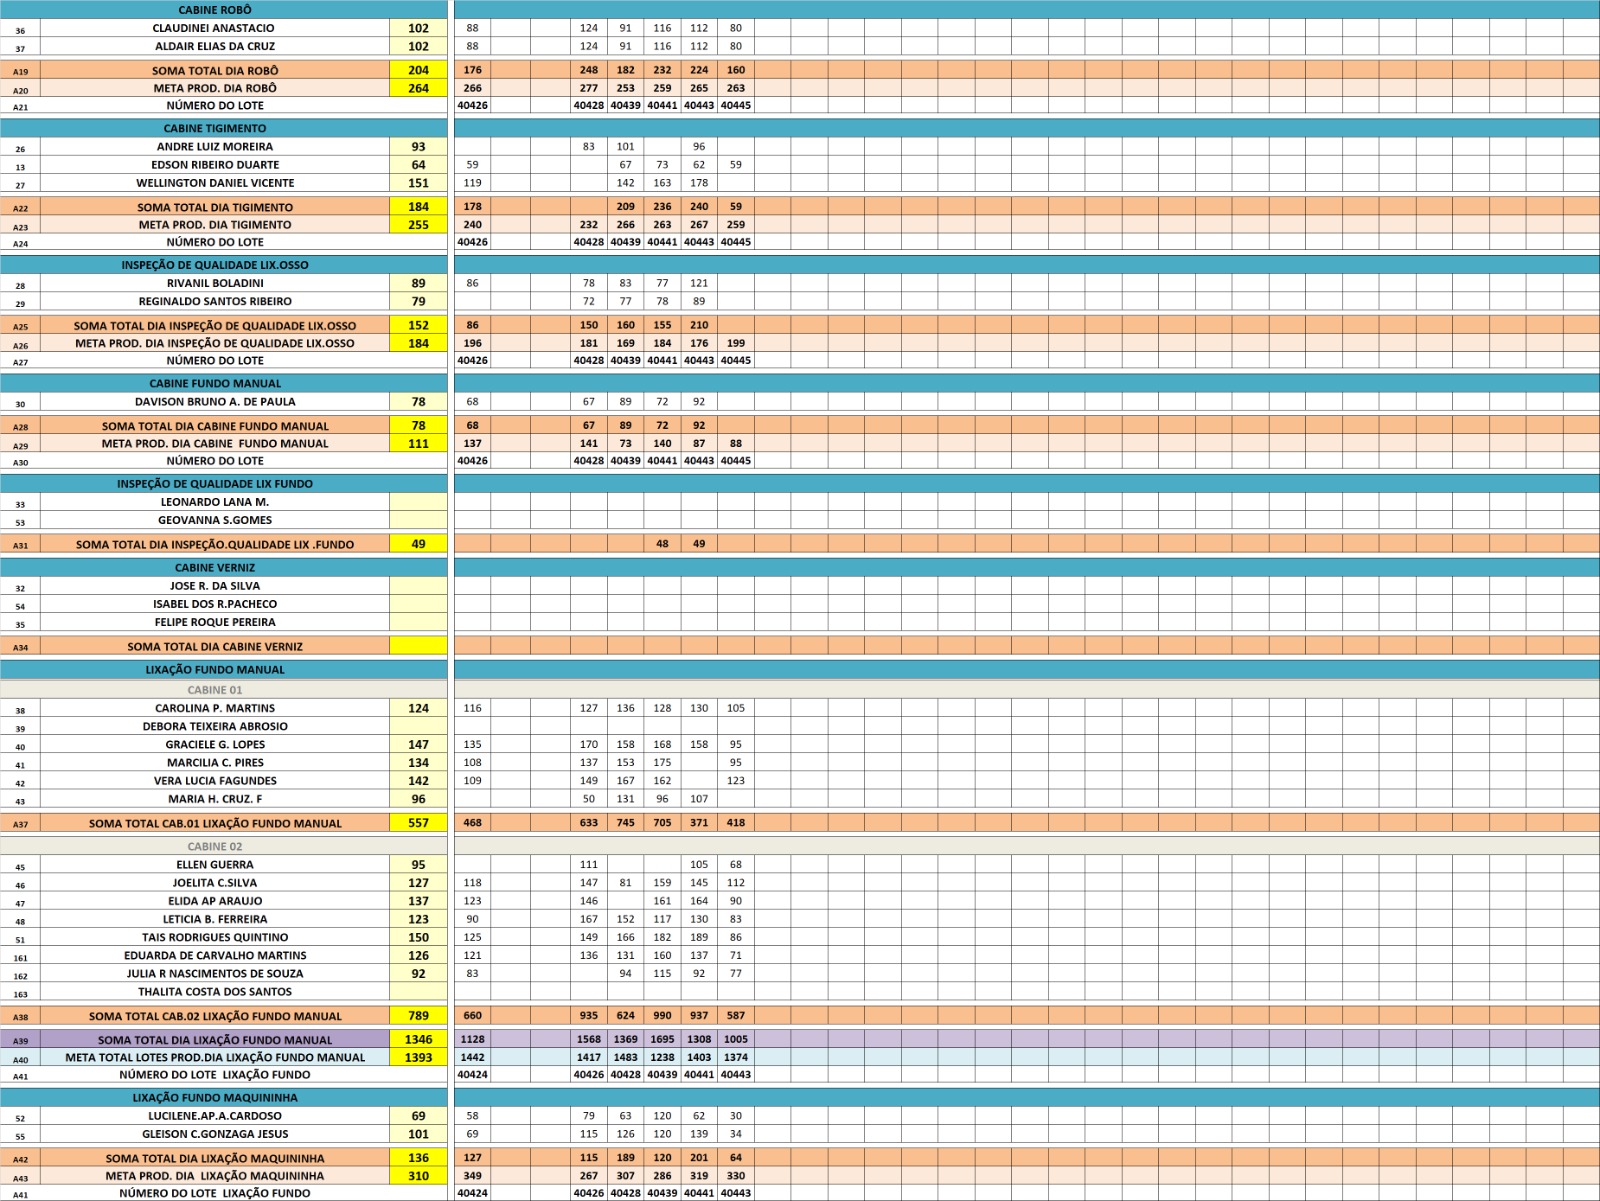 CABINE ROBÔ
36 CLAUDINEI ANASTACIO 102 88 124 91 116 112 80
37 ALDAIR ELIAS DA CRUZ 102 88 124 91 116 112 80
A19 SOMA TOTAL DIA ROBÔ 204 176 248 182 232 224 160
A20 META PROD. DIA ROBÔ 264 266 277 253 259 265 263
A21 NÚMERO DO LOTE 40426 40428 40439 40441 40443 40445
CABINE TIGIMENTO
26 ANDRE LUIZ MOREIRA 93 83 101 96
13 EDSON RIBEIRO DUARTE 64 59 67 73 62 59
27 WELLINGTON DANIEL VICENTE 151 119 142 163 178
A22 SOMA TOTAL DIA TIGIMENTO 184 178 209 236 240 59
A23 META PROD. DIA TIGIMENTO 255 240 232 266 263 267 259
A24 NÚMERO DO LOTE 40426 40428 40439 40441 40443 40445
INSPEÇÃO DE QUALIDADE LIX.OSSO
28 RIVANIL BOLADINI 89 86 78 83 77 121
29 REGINALDO SANTOS RIBEIRO 79 72 77 78 89
A25 SOMA TOTAL DIA INSPEÇÃO DE QUALIDADE LIX.OSSO 152 86 150 160 155 210
A26 META PROD. DIA INSPEÇÃO DE QUALIDADE LIX.OSSO 184 196 181 169 184 176 199
A27 NÚMERO DO LOTE 40426 40428 40439 40441 40443 40445
CABINE FUNDO MANUAL
30 DAVISON BRUNO A. DE PAULA 78 68 67 89 72 92
A28 SOMA TOTAL DIA CABINE FUNDO MANUAL 78 68 67 89 72 92
A29 META PROD. DIA CABINE FUNDO MANUAL 111 137 141 73 140 87 88
A30 NÚMERO DO LOTE 40426 40428 40439 40441 40443 40445
INSPEÇÃO DE QUALIDADE LIX FUNDO
33 LEONARDO LANA M.
53 GEOVANNA S.GOMES
A31 SOMA TOTAL DIA INSPEÇÃO.QUALIDADE LIX .FUNDO 49 48 49
CABINE VERNIZ
32 JOSE R. DA SILVA
54 ISABEL DOS R.PACHECO
35 FELIPE ROQUE PEREIRA
A34 SOMA TOTAL DIA CABINE VERNIZ
LIXAÇÃO FUNDO MANUAL
CABINE 01
38 CAROLINA P. MARTINS 124 116 127 136 128 130 105
39 DEBORA TEIXEIRA ABROSIO
40 GRACIELE G. LOPES 147 135 170 158 168 158 95
41 MARCILIA C. PIRES 134 108 137 153 175 95
42 VERA LUCIA FAGUNDES 142 109 149 167 162 123
43 MARIA H. CRUZ. F 96 50 131 96 107
A37 SOMA TOTAL CAB.01 LIXAÇÃO FUNDO MANUAL 557 468 633 745 705 371 418
CABINE 02
45 ELLEN GUERRA 95 111 105 68
46 JOELITA C.SILVA 127 118 147 81 159 145 112
47 ELIDA AP ARAUJO 137 123 146 161 164 90
48 LETICIA B. FERREIRA 123 90 167 152 117 130 83
51 TAIS RODRIGUES QUINTINO 150 125 149 166 182 189 86
161 EDUARDA DE CARVALHO MARTINS 126 121 136 131 160 137 71
162 JULIA R NASCIMENTOS DE SOUZA 92 83 94 115 92 77
163 THALITA COSTA DOS SANTOS
A38 SOMA TOTAL CAB.02 LIXAÇÃO FUNDO MANUAL 789 660 935 624 990 937 587
A39 SOMA TOTAL DIA LIXAÇÃO FUNDO MANUAL 1346 1128 1568 1369 1695 1308 1005
A40 META TOTAL LOTES PROD.DIA LIXAÇÃO FUNDO MANUAL 1393 1442 1417 1483 1238 1403 1374
A41 NÚMERO DO LOTE LIXAÇÃO FUNDO 40424 40426 40428 40439 40441 40443
LIXAÇÃO FUNDO MAQUININHA
52 LUCILENE.AP.A.CARDOSO 69 58 79 63 120 62 30
55 GLEISON C.GONZAGA JESUS 101 69 115 126 120 139 34
A42 SOMA TOTAL DIA LIXAÇÃO MAQUININHA 136 127 115 189 120 201 64
A43 META PROD. DIA LIXAÇÃO MAQUININHA 310 349 267 307 286 319 330
A41 NÚMERO DO LOTE LIXAÇÃO FUNDO 40424 40426 40428 40439 40441 40443